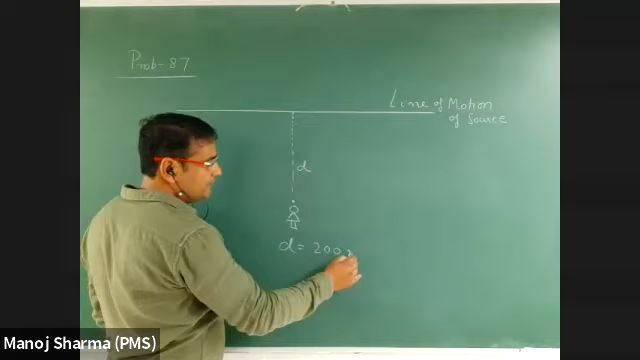 Prob-87
Line of Motion
of Source
d
d = 200
Manoj Sharma (PMS)